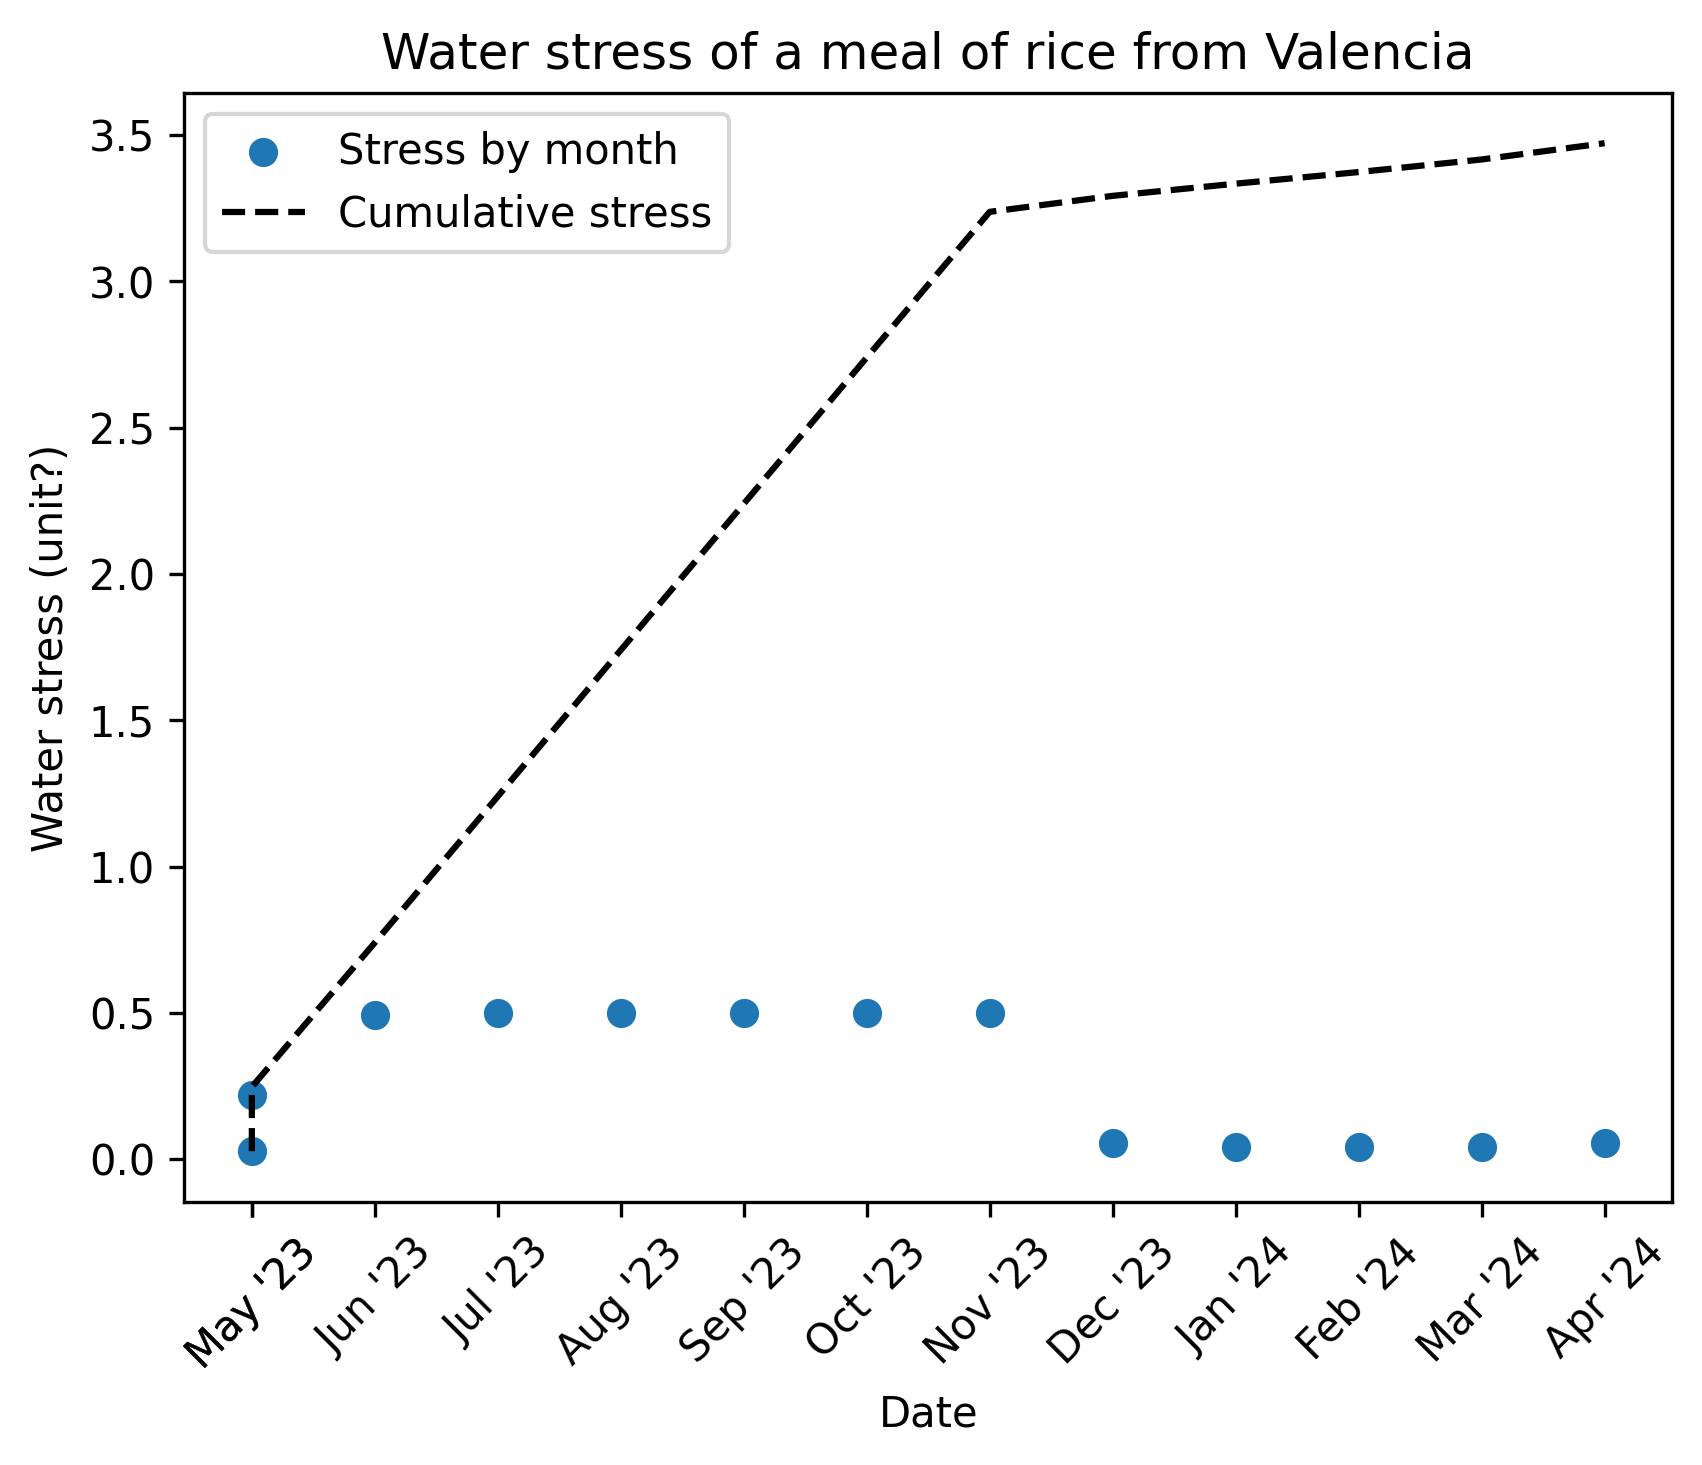 Water stress of a meal of rice from Valencia
Stress by month
Cumulative stress
3.5
3.0
2.5
2.0
1.5
1.0
0.5
0.0
Water stress (unit?)
May '23
Jun '23
Jul '23
Aug '23
Sep '23
Oct '23
Nov '23
Dec '23
Jan '24
Feb '24
Mar '24
Apr '24
Date